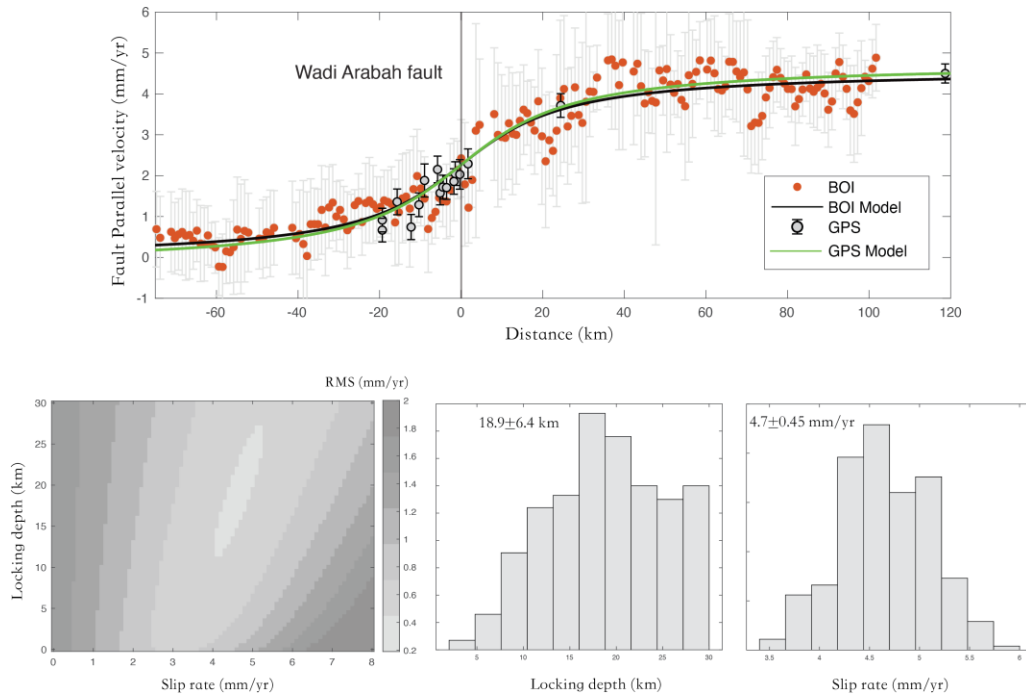 6
5
4
3
2
1
0
-1
Fault Parallel velocity (mm/yr)
Wadi Arabah fault
BOI
BOI Model
GPS
GPS Model
-60 -40 -20 0 20 40 60 80 100 120
Distance (km)
RMS (mm/yr)
30
25
20
15
10
5
0
Locking depth (km)
0 1 2 3 4 5 6 7 8
Slip rate (mm/yr)
2
1.8
1.6
1.4
1.2
1
0.8
0.6
0.4
0.2
18.9±6.4 km
5 10 15 20 25 30
Locking depth (km)
4.7±0.45 mm/yr
3.5 4 4.5 5 5.5 6
Slip rate (mm/yr)